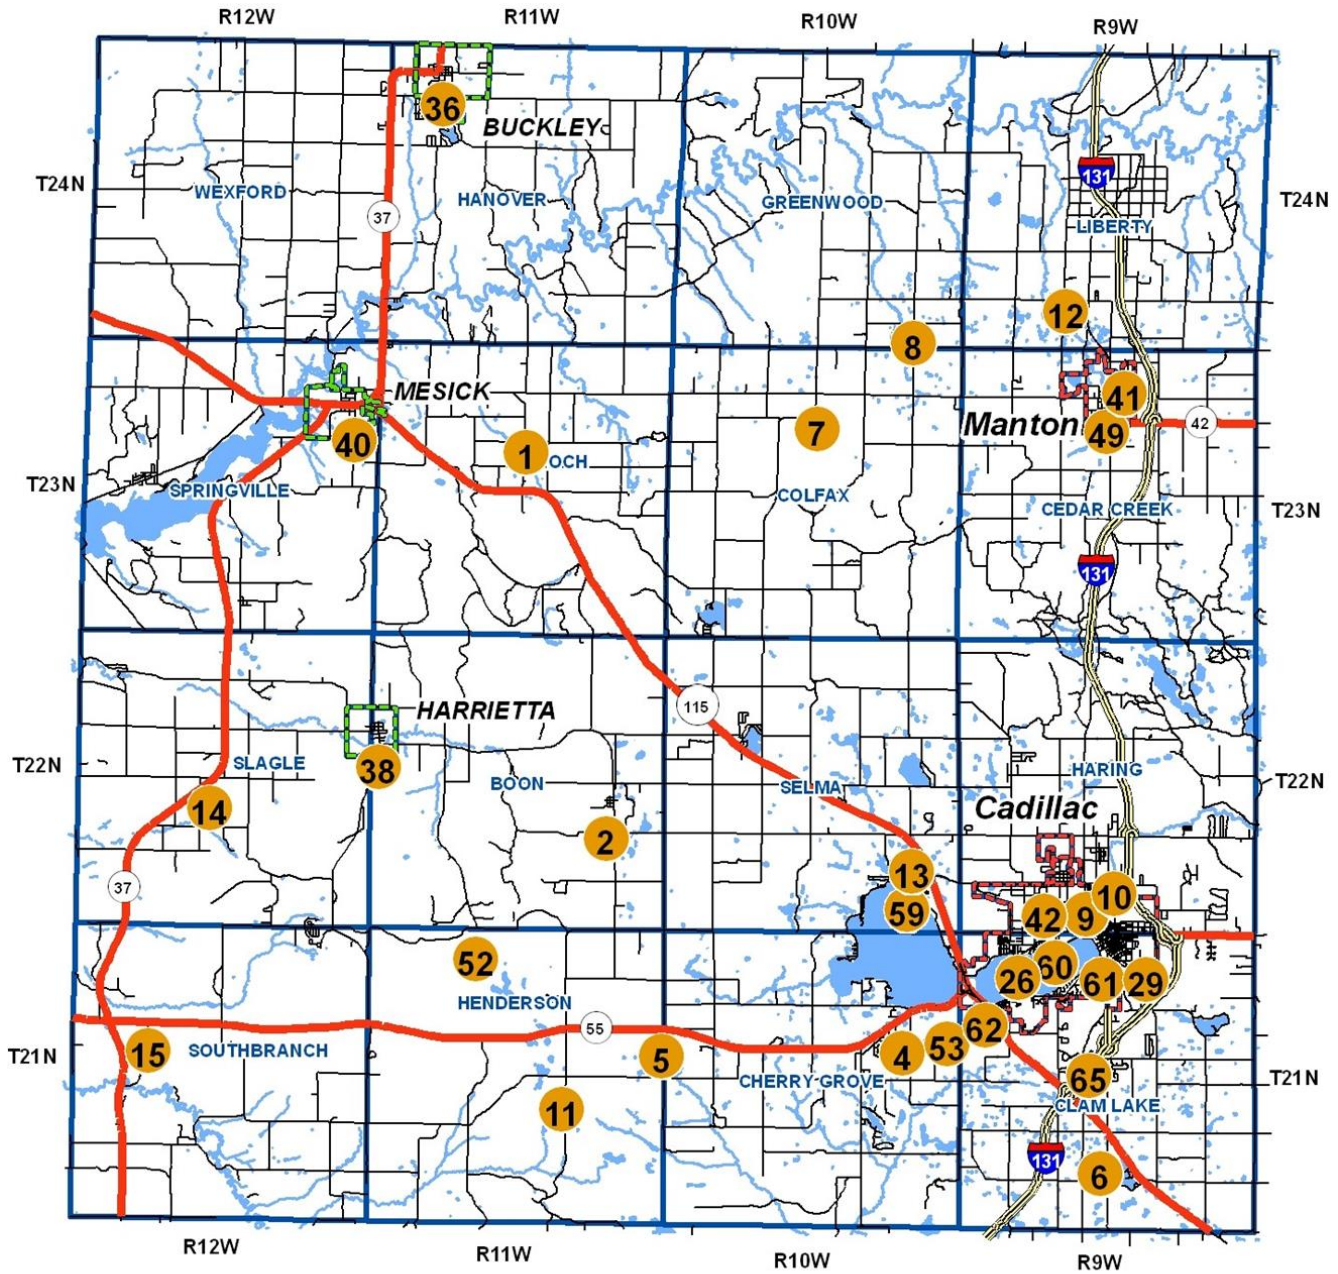 R12W
R11W
R10W
R9W
36
BUCKLEY
T24N
WEXFORD
HANOVER
GREENWOOD
131
T24N
37
LIBERTY
12
8
MESICK
41
7
Manton
49
42
40
1
OCH
T23N
SPRINGVILLE
COLFAX
CEDAR CREEK
T23N
131
HARRIETTA
115
T22N
SLAGLE
38
BOON
SELMA
HARING
T22N
14
Cadillac
2
37
13
10
59
42
9
52
60
26
61
29
HENDERSON
55
62
15
SOUTHBRANCH
T21N
5
4
53
CHERRY GROVE
65
T21N
11
CLAM LAKE
131
6
R12W
R11W
R10W
R9W